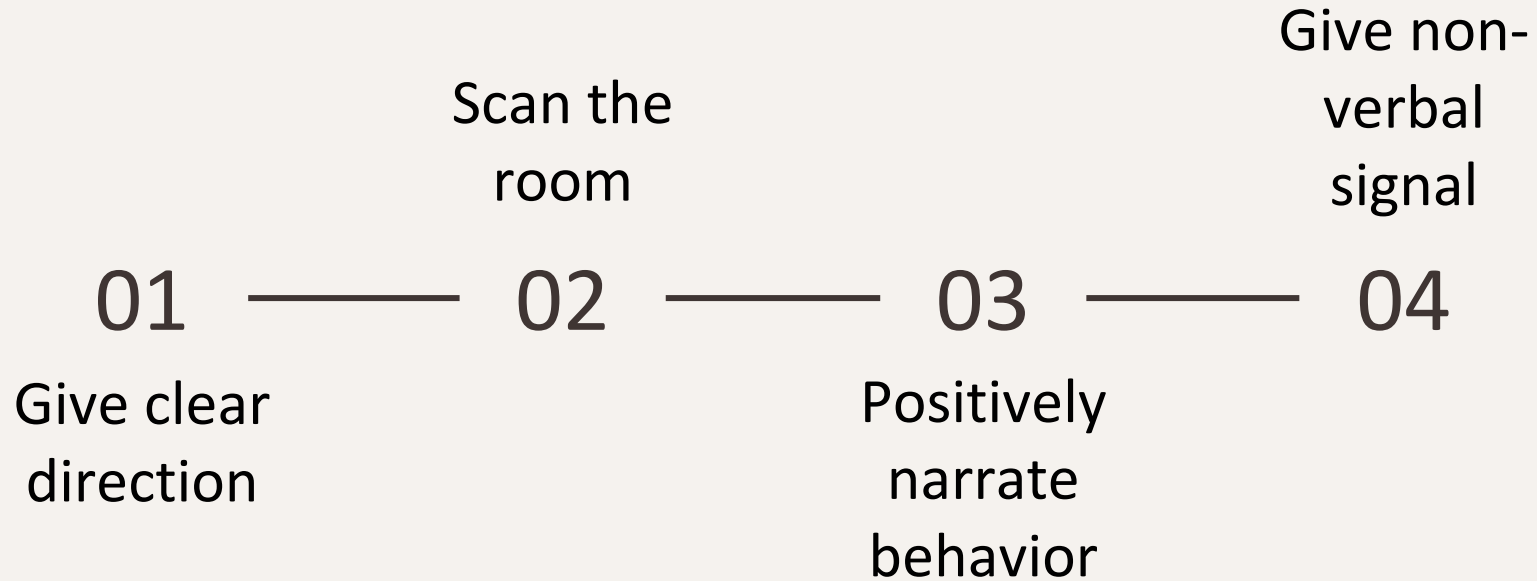 01
Give clear
direction
Scan the
room
02
03
Positively
narrate
behavior
Give non-
verbal
signal
04